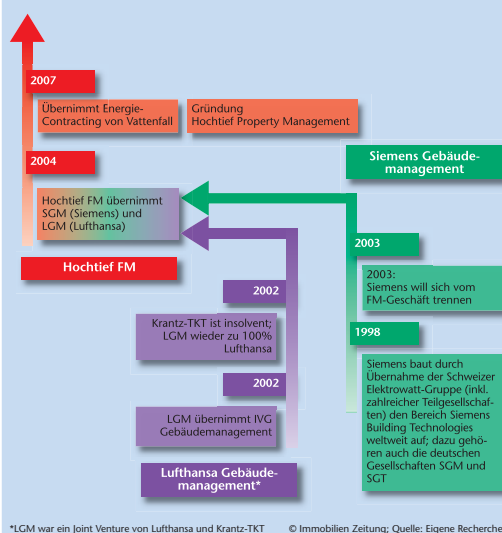 2007
Übernimmt Energie-
Contracting von Vattenfall
Gründung
Hochtief Property Management
2004
Hochtief FM übernimmt
SGM (Siemens) und
LGM (Lufthansa)
Hochtief FM
Siemens Gebäude-
management
2003
2003:
Siemens will sich vom
FM-Geschäft trennen
1998
Siemens baut durch
Übernahme der Schweizer
Elektrowatt-Gruppe (inkl.
zahlreicher Teilgesellschaf-
ten) den Bereich Siemens
Building Technologies
weltweit auf; dazu gehö-
ren auch die deutschen
Gesellschaften SGM und
SGT
2002
Krantz-TKT is insolvent;
LGM wieder zu 100%
Lufthansa
2002
LGM übernimmt IVG
Gebäudemanagement
Lufthansa Gebäude-
management*
*LGM war ein Joint Venture von Lufthansa und Krantz-TKT
© Immobilien Zeitung; Quelle: Eigene Recherche